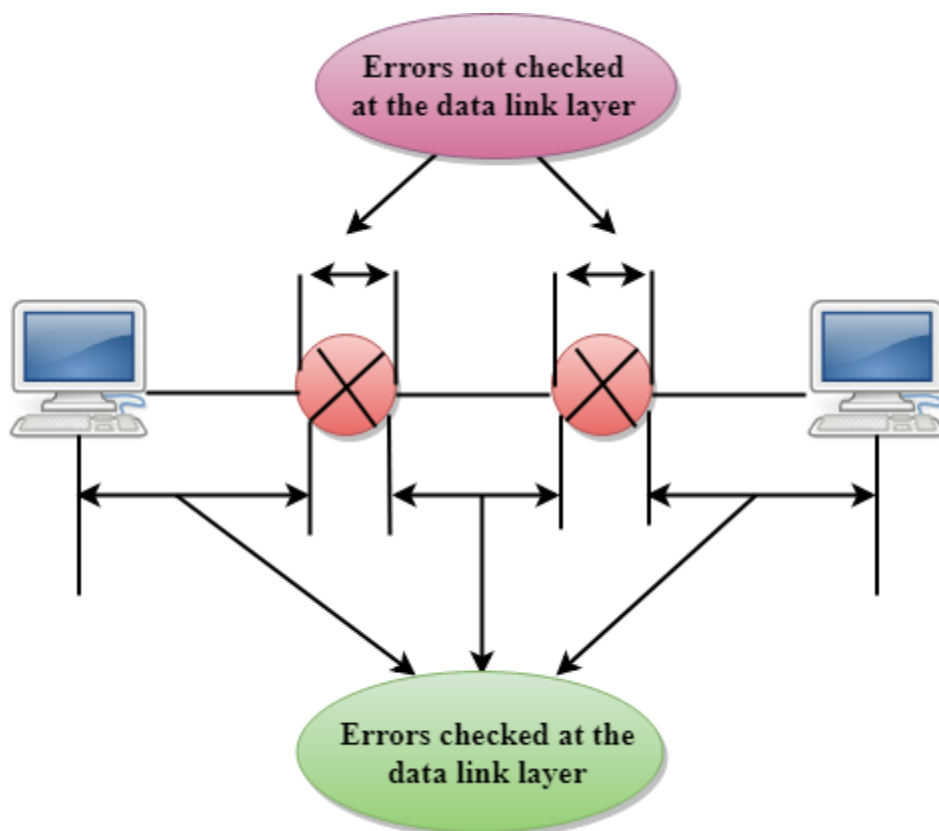 Errors not checked
at the data link layer
Errors checked at the
data link layer